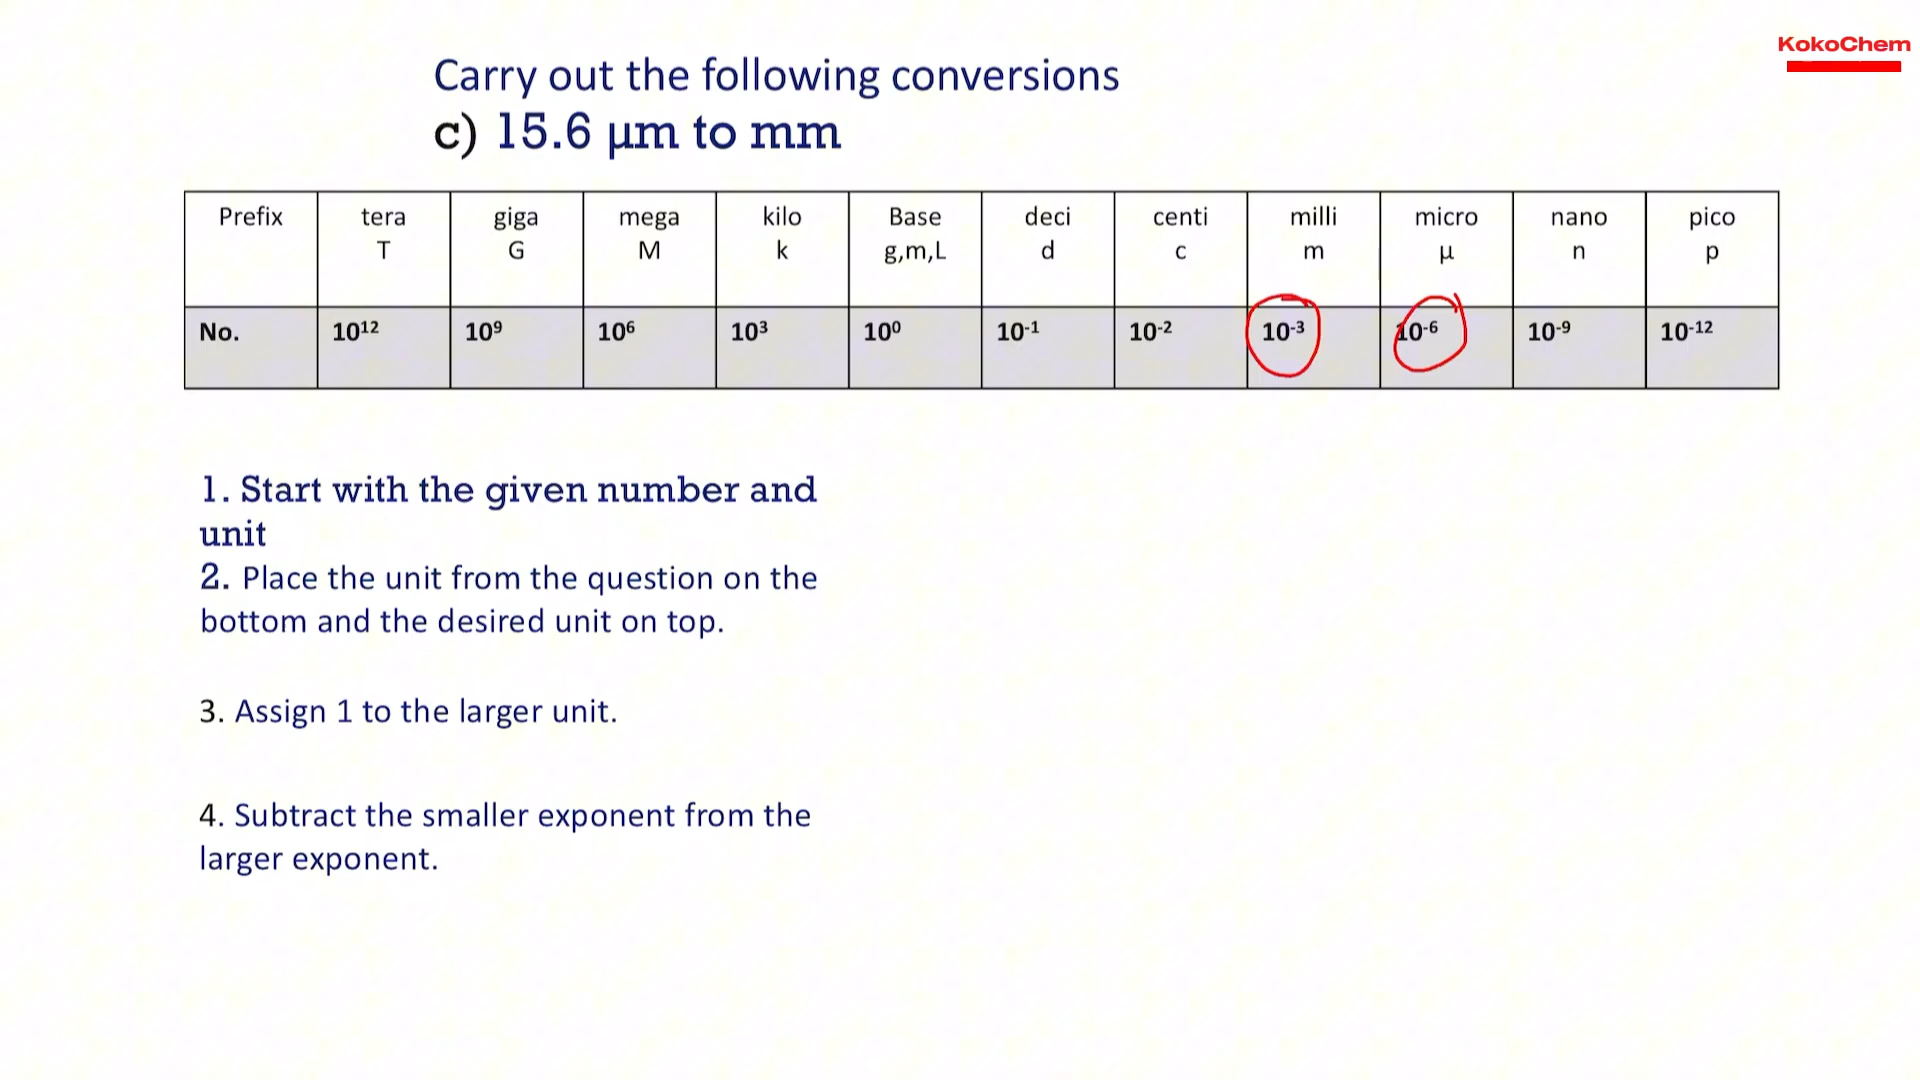 KokoChem
Carry out the following conversions
c) 15.6 µm to mm
Prefix tera giga mega kilo Base deci centi milli micro nano pico
T G M k g,m,L d c m µ n p
No. 10¹² 10⁹ 10⁶ 10³ 10⁰ 10⁻¹ 10⁻² 10⁻³ 10⁻⁶ 10⁻⁹ 10⁻¹²
1. Start with the given number and
unit
2. Place the unit from the question on the
bottom and the desired unit on top.
3. Assign 1 to the larger unit.
4. Subtract the smaller exponent from the
larger exponent.